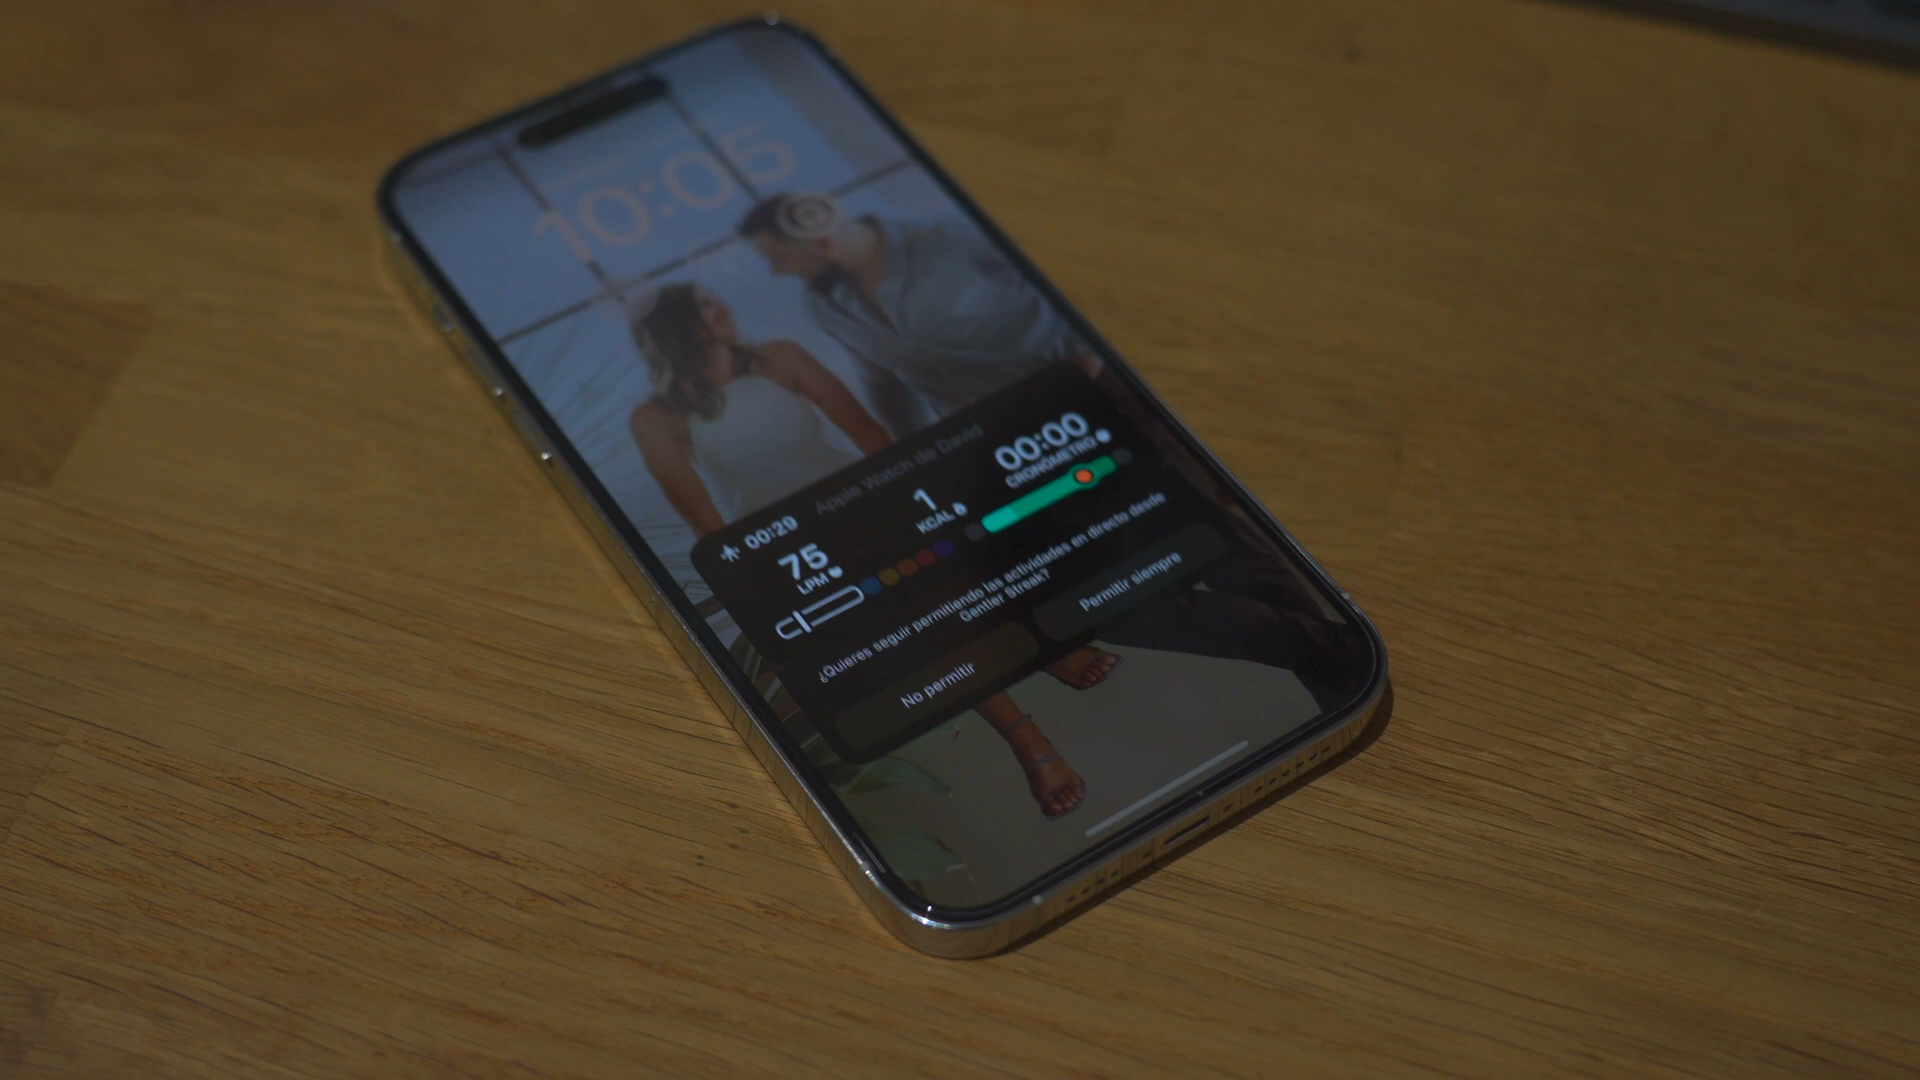 10:05
Apple Watch de David
00:29
75
LPM
1
KCAL
00:00
CRONÓMETRO
¿Quieres seguir permitiendo las actividades en directo desde
Gentler Streak?
No permitir
Permitir siempre